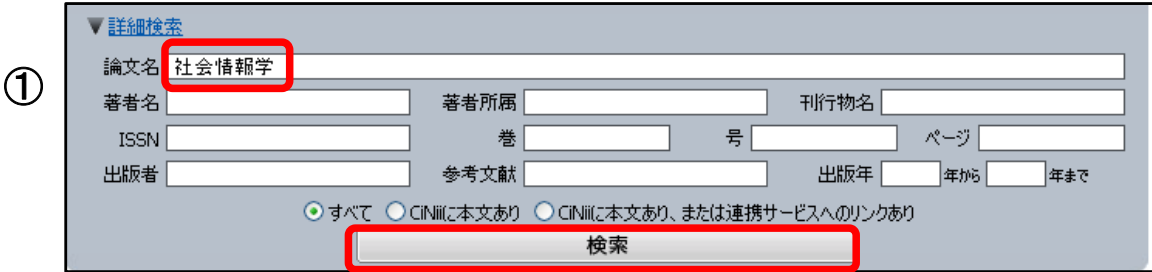 ▼詳細検索
①
論文名 社会情報学
著者名 著者所属 刊行物名
ISSN 巻 号 ページ
出版者 参考文献 出版年 年から 年まで
すべて CiNiiに本文あり CiNiiに本文あり、または連携サービスへのリンクあり
検索